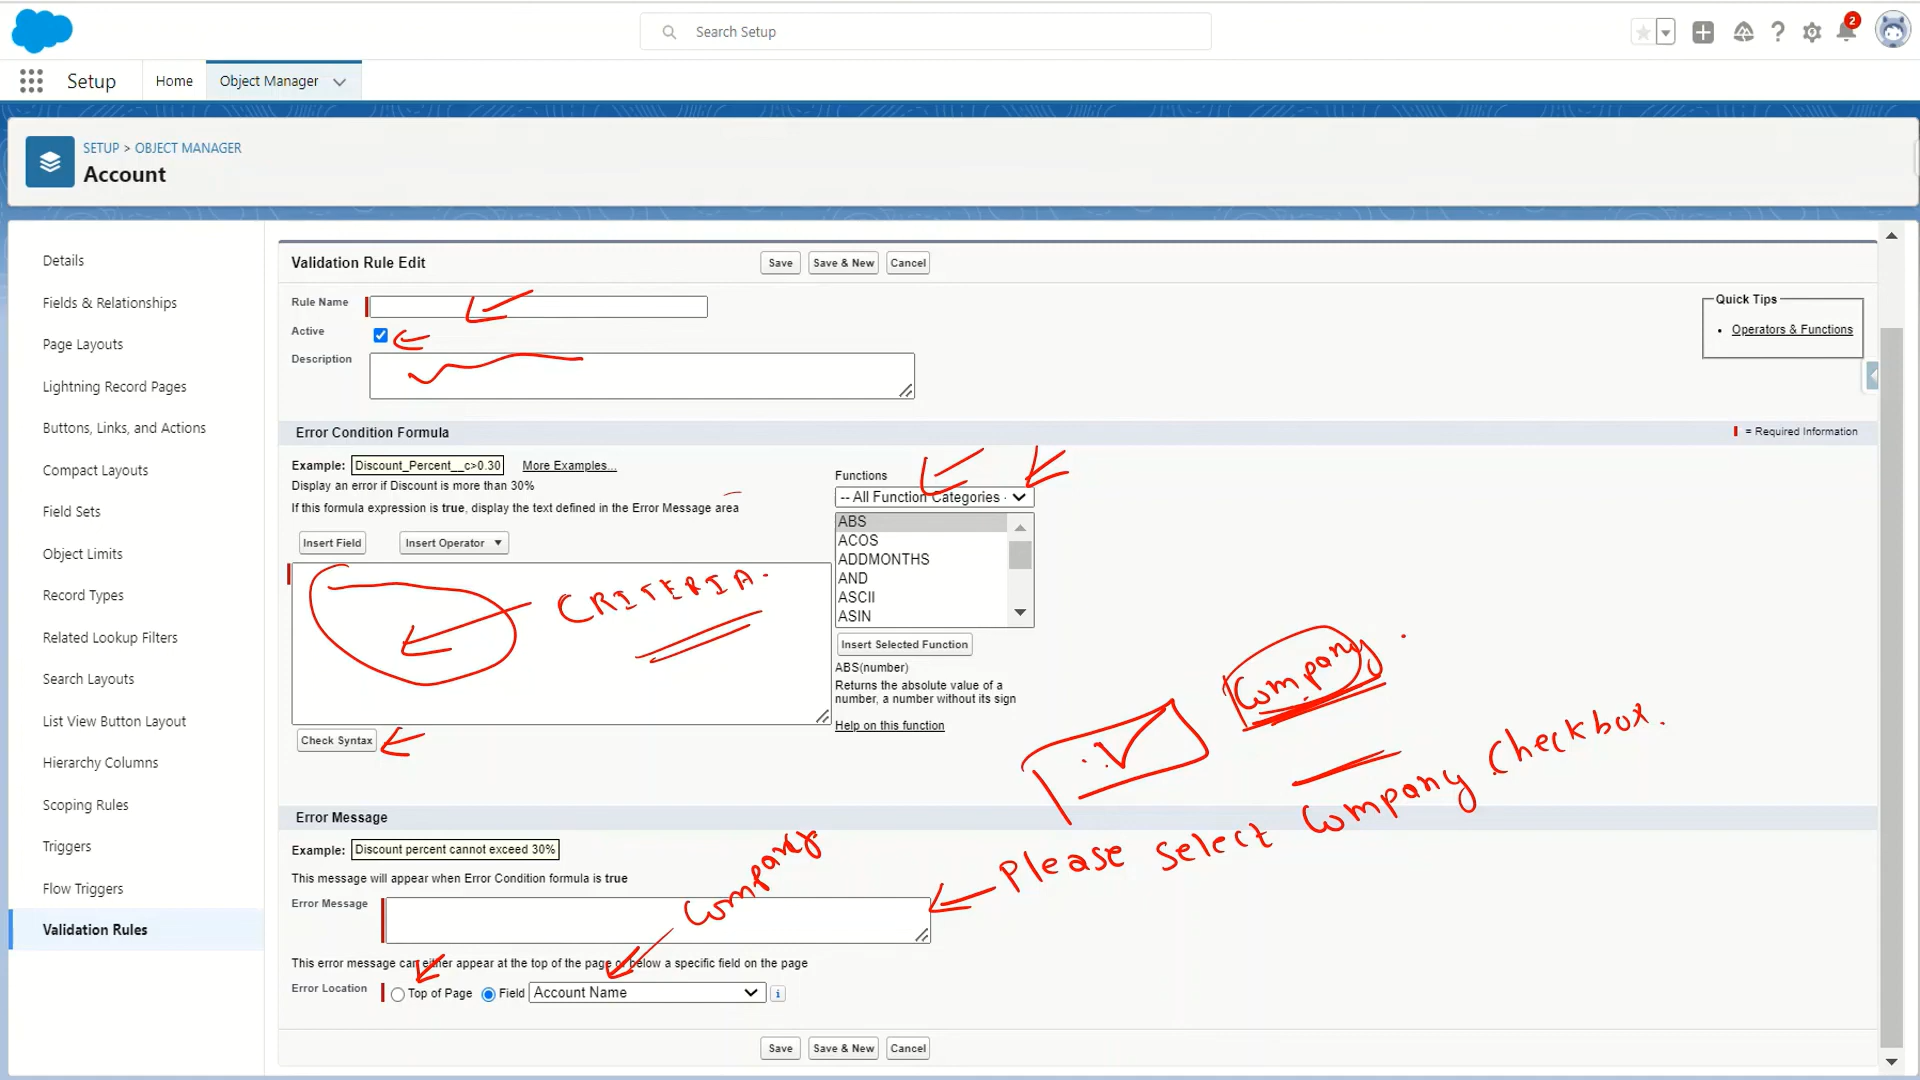 Search Setup
2
Setup
Home
Object Manager
SETUP > OBJECT MANAGER
Account
Details
Fields & Relationships
Page Layouts
Lightning Record Pages
Buttons, Links, and Actions
Compact Layouts
Field Sets
Object Limits
Record Types
Related Lookup Filters
Search Layouts
List View Button Layout
Hierarchy Columns
Scoping Rules
Triggers
Flow Triggers
Validation Rules
Validation Rule Edit
Save
Save & New
Cancel
Rule Name
Active
Description
Quick Tips
• Operators & Functions
Error Condition Formula
= Required Information
Example: Discount_Percent__c>0.30 More Examples...
Display an error if Discount is more than 30%
If this formula expression is true, display the text defined in the Error Message area
Insert Field
Insert Operator
CRITERIA.
Check Syntax
Functions
-- All Function Categories -
ABS
ACOS
ADDMONTHS
AND
ASCII
ASIN
Insert Selected Function
ABS(number)
Returns the absolute value of a
number, a number without its sign
Help on this function
Company
Please select Company Checkbox.
Error Message
Example: Discount percent cannot exceed 30%
This message will appear when Error Condition formula is true
Error Message
Company
This error message can either appear at the top of the page or below a specific field on the page
Error Location
Top of Page
Field
Account Name
i
Save
Save & New
Cancel